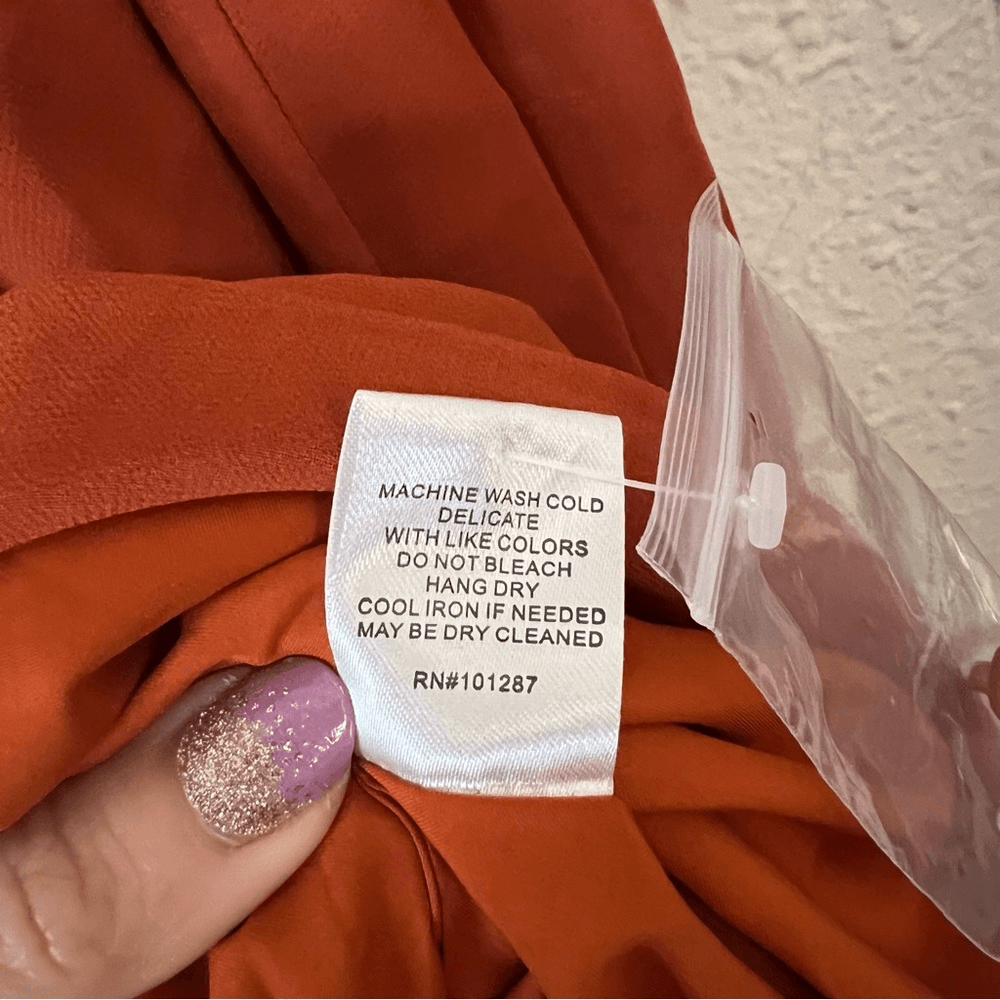 MACHINE WASH COLD
DELICATE
WITH LIKE COLORS
DO NOT BLEACH
HANG DRY
COOL IRON IF NEEDED
MAY BE DRY CLEANED
RN#101287